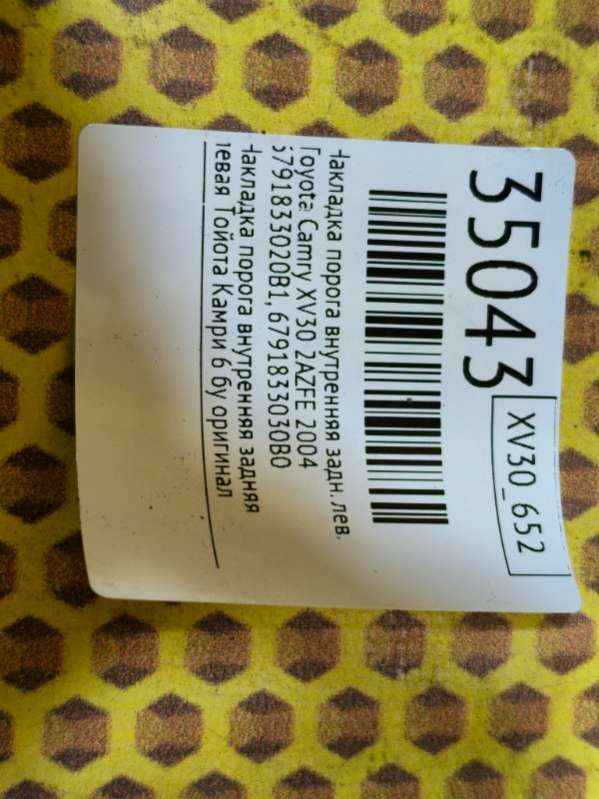 35043
XV30_652
Накладка порога внутренняя задн. лев.
Toyota Camry XV30 2AZFE 2004
6791833020B1, 6791833030B0
Накладка порога внутренняя задняя
левая Тойота Камри 6 бу оригинал